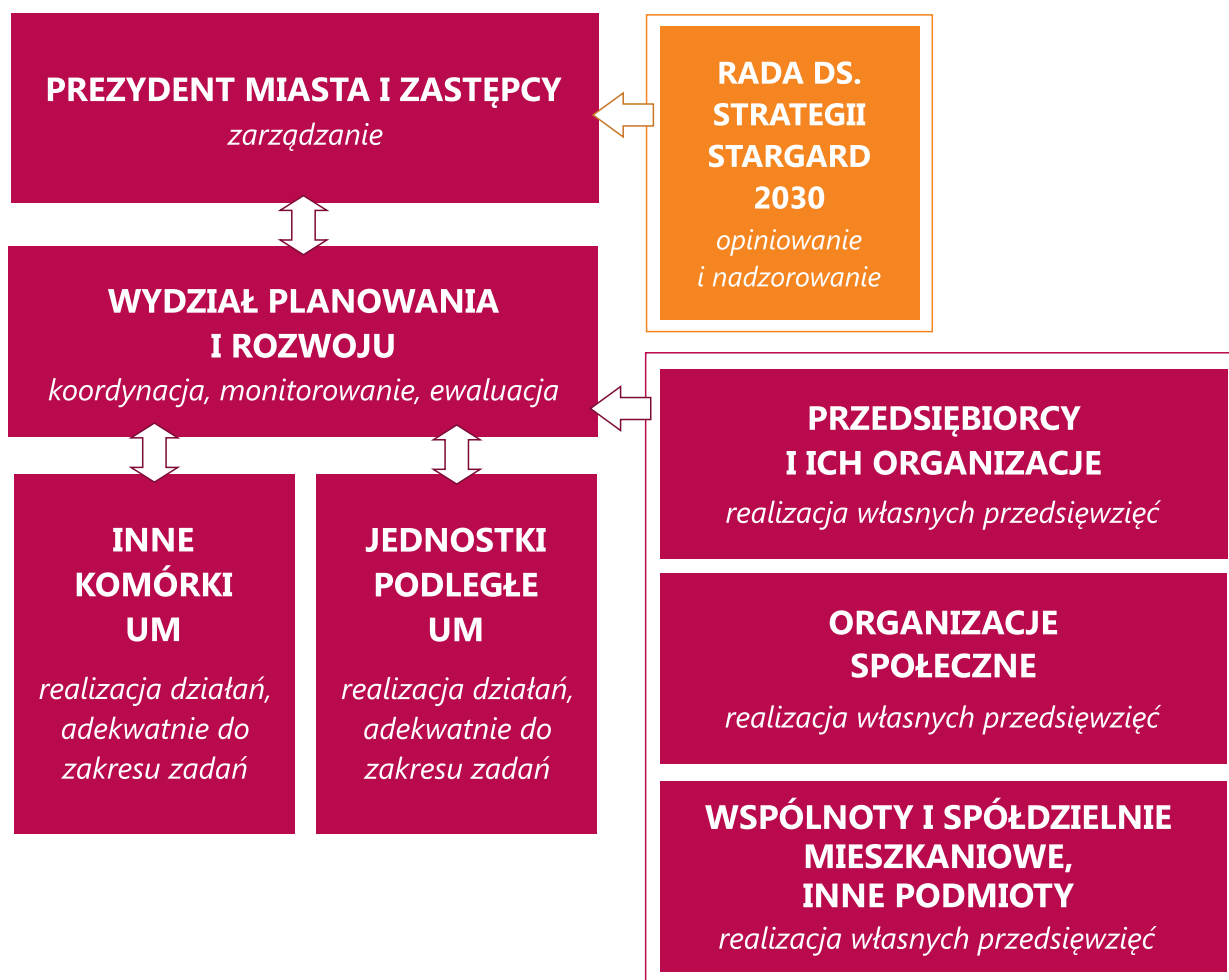 PREZYDENT MIASTA I ZASTĘPCY
zarządzanie
RADA DS.
STRATEGII
STARGARD
2030
opiniowanie
i nadzorowanie
WYDZIAŁ PLANOWANIA
I ROZWOJU
koordynacja, monitorowanie, ewaluacja
INNE
KOMÓRKI
UM
realizacja działań,
adekwatnie do
zakresu zadań
JEDNOSTKI
PODLEGŁE
UM
realizacja działań,
adekwatnie do
zakresu zadań
PRZEDSIĘBIORCY
I ICH ORGANIZACJE
realizacja własnych przedsięwzięć
ORGANIZACJE
SPOŁECZNE
realizacja własnych przedsięwzięć
WSPÓLNOTY I SPÓŁDZIELNIE
MIESZKANIOWE,
INNE PODMIOTY
realizacja własnych przedsięwzięć